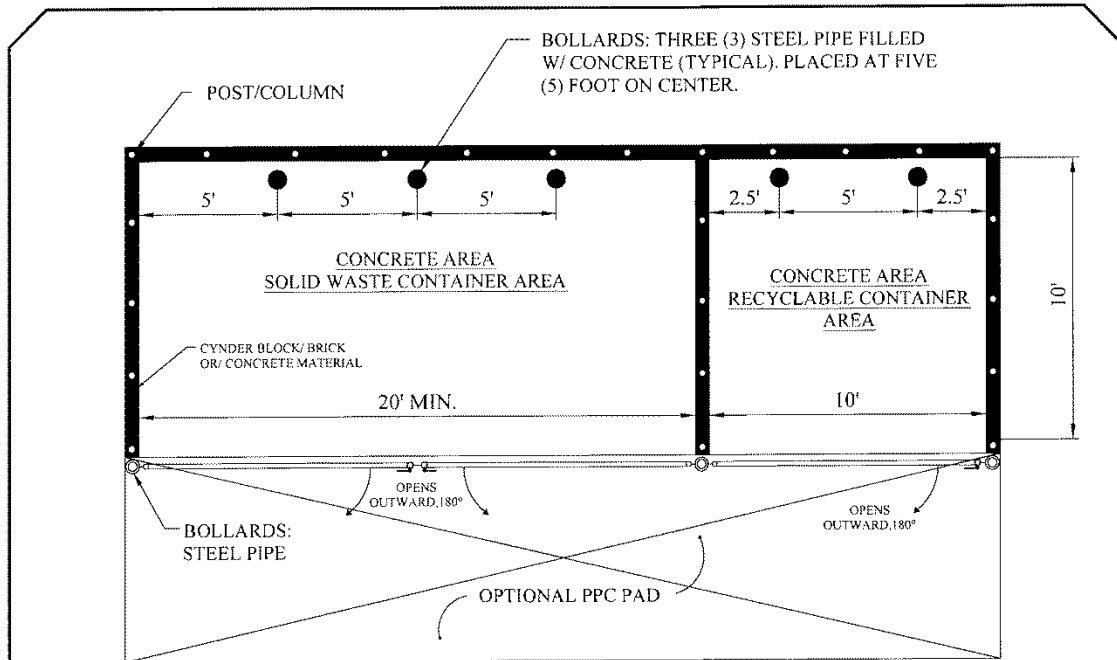 BOLLARDS: THREE (3) STEEL PIPE FILLED
W/ CONCRETE (TYPICAL). PLACED AT FIVE
(5) FOOT ON CENTER.
POST/COLUMN
5'
5'
5'
2.5'
5'
2.5'
CONCRETE AREA
SOLID WASTE CONTAINER AREA
CONCRETE AREA
RECYCLABLE CONTAINER
AREA
10'
CYNDER BLOCK/ BRICK
OR/ CONCRETE MATERIAL
20' MIN.
10'
OPENS
OUTWARD,180°
OPENS
OUTWARD,180°
BOLLARDS:
STEEL PIPE
OPTIONAL PPC PAD